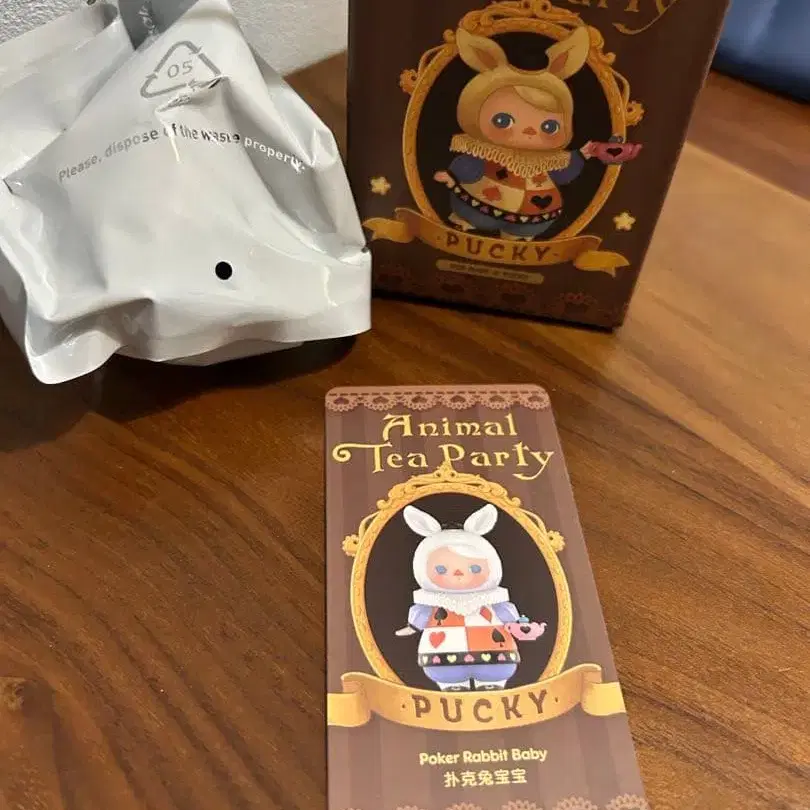 05
Please, dispose of the waste properly.
Party
PUCKY
Animal
Tea Party
PUCKY
Poker Rabbit Baby
扑克兔宝宝